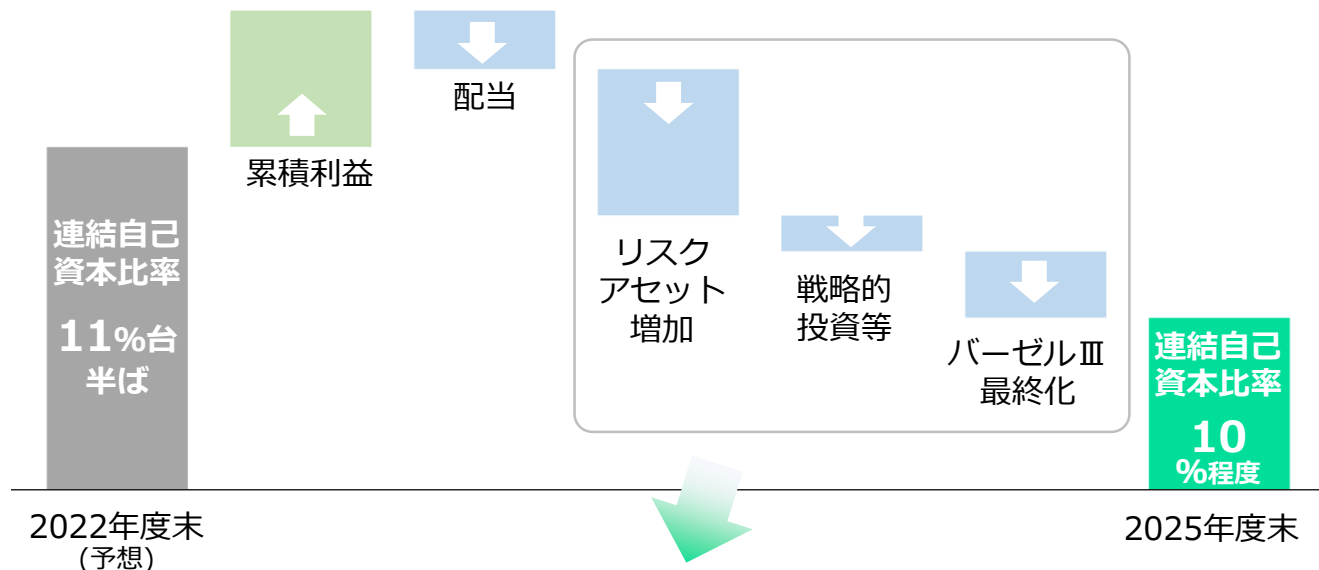 連結自己
資本比率
11%台
半ば
累積利益
配当
リスク
アセット
増加
戦略的
投資等
バーゼルⅢ
最終化
連結自己
資本比率
10
%程度
2022年度末
(予想)
2025年度末